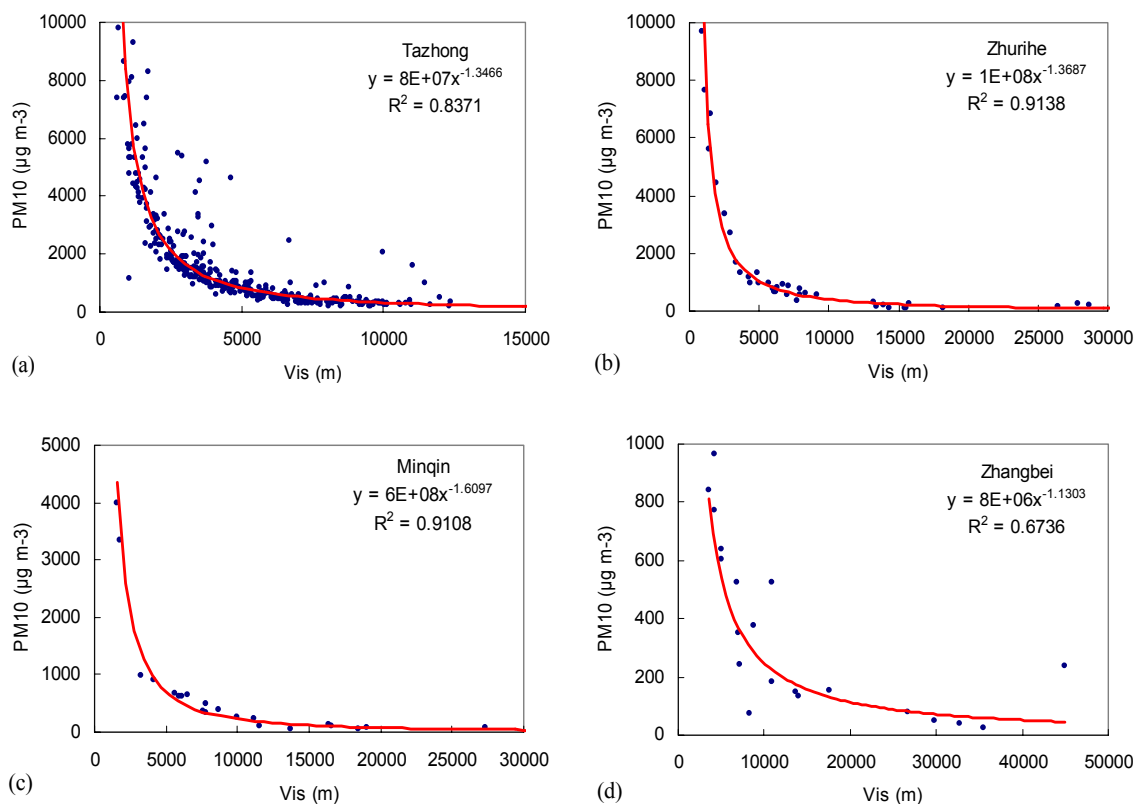 Tazhong
y = 8E+07x^-1.3466
R² = 0.8371
PM10 (µg m-3)
10000
8000
6000
4000
2000
0
0 5000 10000 15000
Vis (m)
(a)
Zhurihe
y = 1E+08x^-1.3687
R² = 0.9138
PM10 (µg m-3)
10000
8000
6000
4000
2000
0
0 5000 10000 15000 20000 25000 30000
Vis (m)
(b)
Minqin
y = 6E+08x^-1.6097
R² = 0.9108
PM10 (µg m-3)
5000
4000
3000
2000
1000
0
0 5000 10000 15000 20000 25000 30000
Vis (m)
(c)
Zhangbei
y = 8E+06x^-1.1303
R² = 0.6736
PM10 (µg m-3)
1000
800
600
400
200
0
0 10000 20000 30000 40000 50000
Vis (m)
(d)